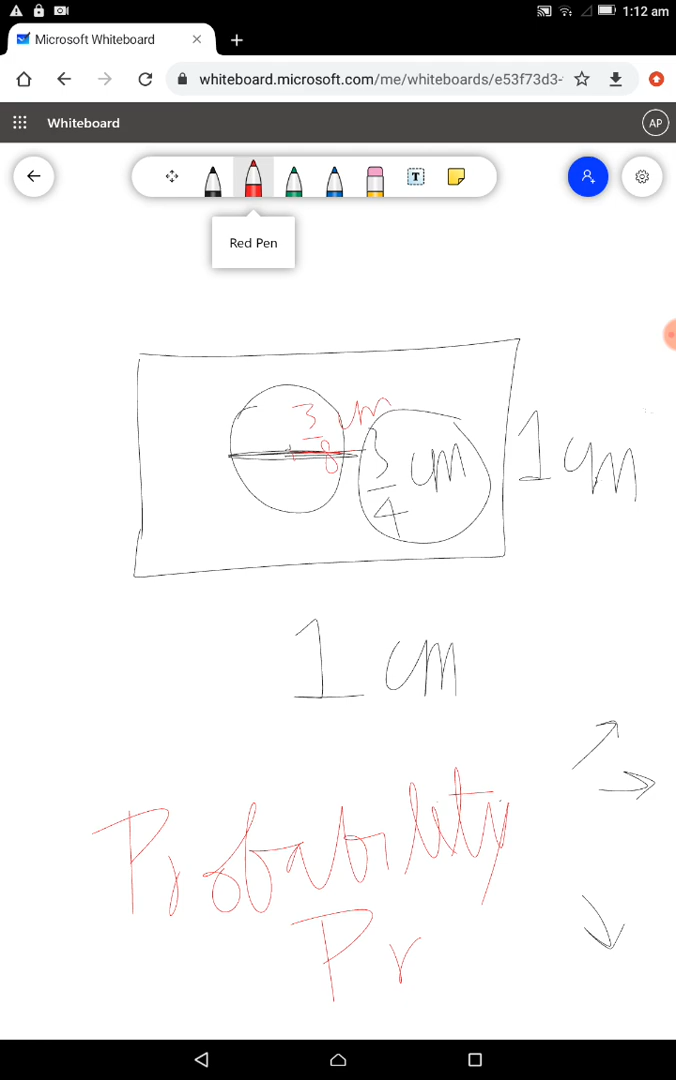 1:12 am
Microsoft Whiteboard
whiteboard.microsoft.com/me/whiteboards/e53f73d3-
Whiteboard
AP
T
Red Pen
3/8 cm
3/4 cm
1 cm
1 cm
Probability
Pr